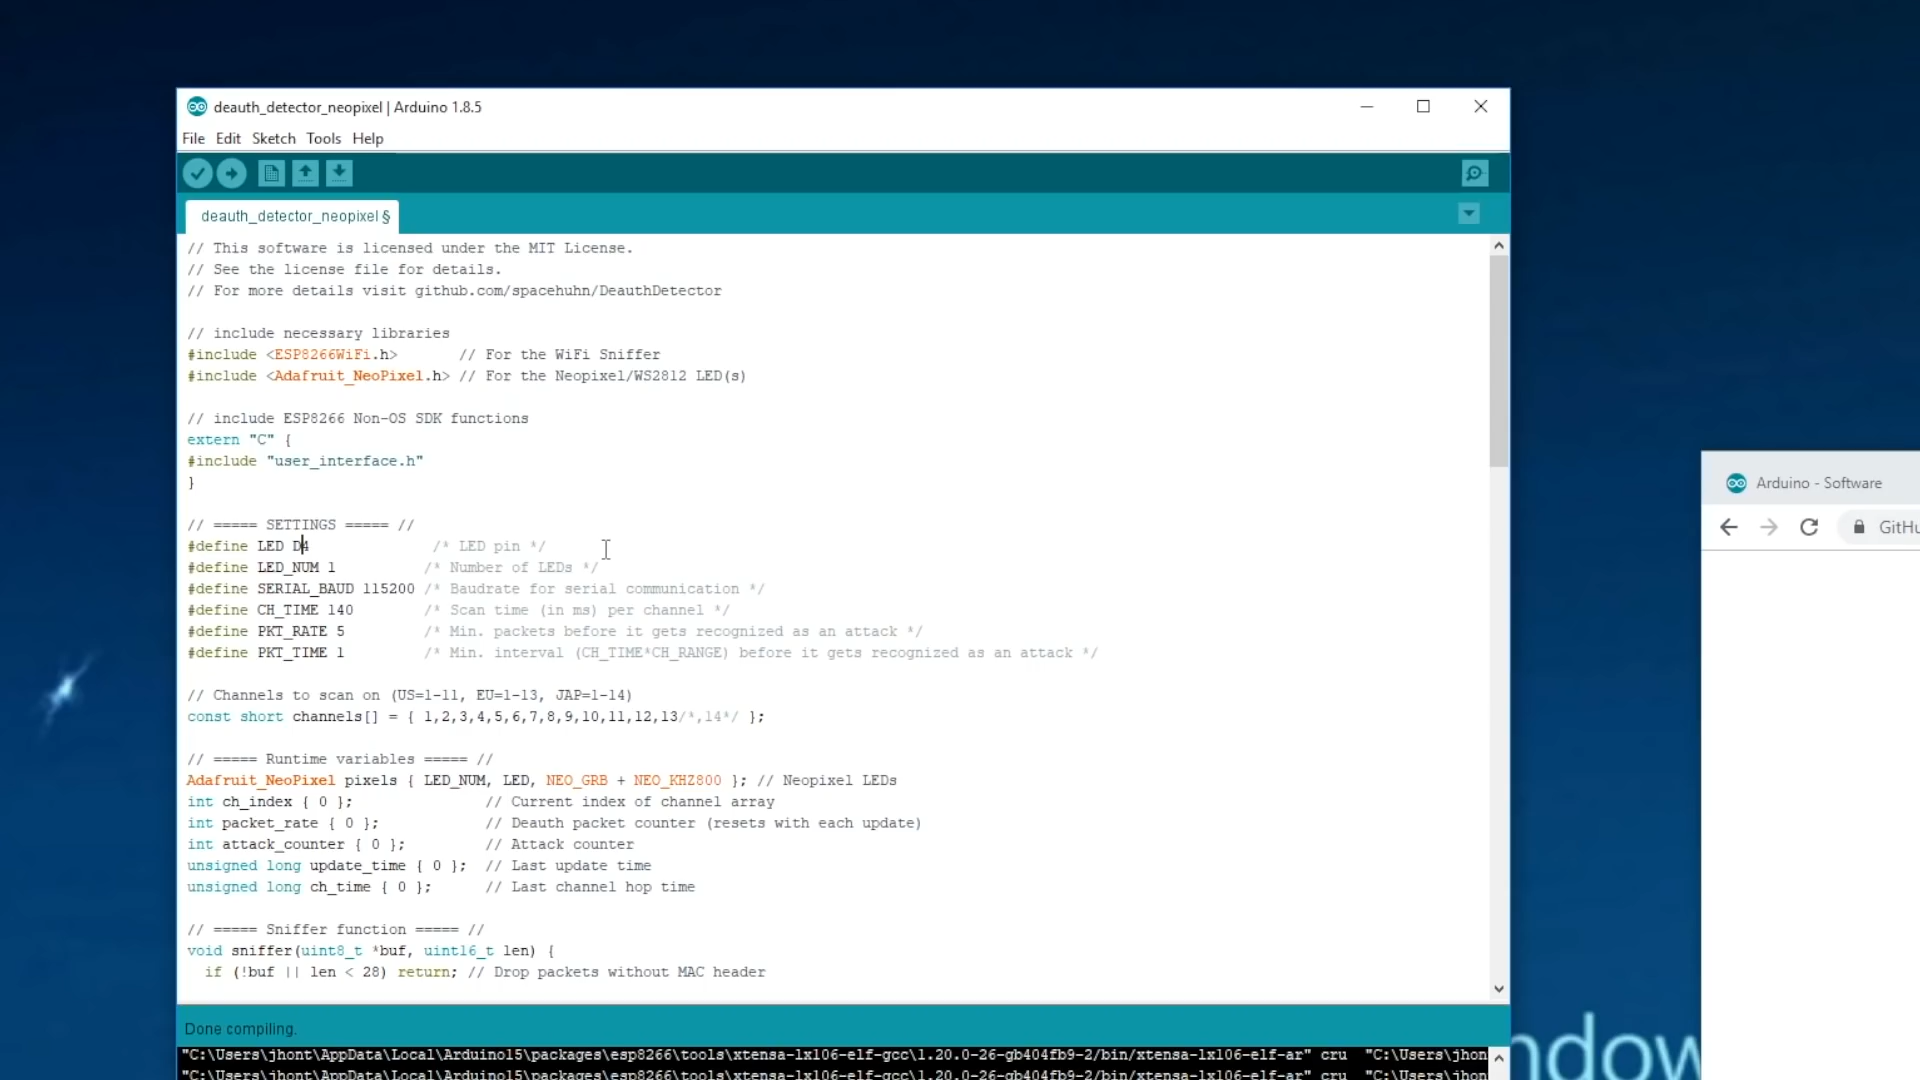 deauth_detector_neopixel | Arduino 1.8.5
File Edit Sketch Tools Help
deauth_detector_neopixel §
// This software is licensed under the MIT License.
// See the license file for details.
// For more details visit github.com/spacehuhn/DeauthDetector
// include necessary libraries
#include <ESP8266WiFi.h>       // For the WiFi Sniffer
#include <Adafruit_NeoPixel.h> // For the Neopixel/WS2812 LED(s)
// include ESP8266 Non-OS SDK functions
extern "C" {
#include "user_interface.h"
}
// ===== SETTINGS ===== //
#define LED D4              /* LED pin */
#define LED_NUM 1          /* Number of LEDs */
#define SERIAL_BAUD 115200 /* Baudrate for serial communication */
#define CH_TIME 140        /* Scan time (in ms) per channel */
#define PKT_RATE 5         /* Min. packets before it gets recognized as an attack */
#define PKT_TIME 1         /* Min. interval (CH_TIME*CH_RANGE) before it gets recognized as an attack */
// Channels to scan on (US=1-11, EU=1-13, JAP=1-14)
const short channels[] = { 1,2,3,4,5,6,7,8,9,10,11,12,13/*,14*/ };
// ===== Runtime variables ===== //
Adafruit_NeoPixel pixels { LED_NUM, LED, NEO_GRB + NEO_KHZ800 }; // Neopixel LEDs
int ch_index { 0 };               // Current index of channel array
int packet_rate { 0 };            // Deauth packet counter (resets with each update)
int attack_counter { 0 };         // Attack counter
unsigned long update_time { 0 };  // Last update time
unsigned long ch_time { 0 };      // Last channel hop time
// ===== Sniffer function ===== //
void sniffer(uint8_t *buf, uint16_t len) {
  if (!buf || len < 28) return; // Drop packets without MAC header
Done compiling.
"C:\Users\jhont\AppData\Local\Arduino15\packages\esp8266\tools\xtensa-lx106-elf-gcc\1.20.0-26-gb404fb9-2/bin/xtensa-lx106-elf-ar" cru  "C:\Users\jhon
"C:\Users\jhont\AppData\Local\Arduino15\packages\esp8266\tools\xtensa-lx106-elf-gcc\1.20.0-26-gb404fb9-2/bin/xtensa-lx106-elf-ar" cru  "C:\Users\jhon
Arduino - Software
GitHu
ndow